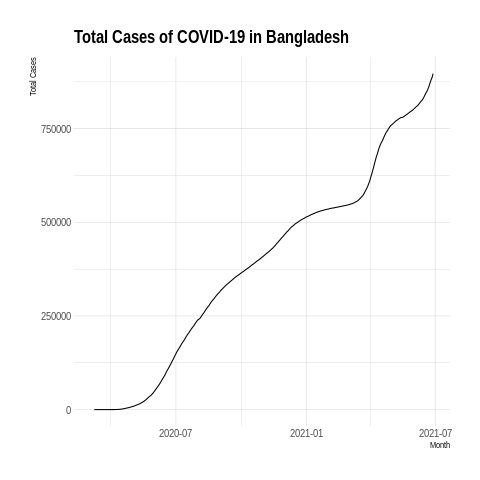 Total Cases of COVID-19 in Bangladesh
Total Cases
750000
500000
250000
0
2020-07
2021-01
2021-07
Month